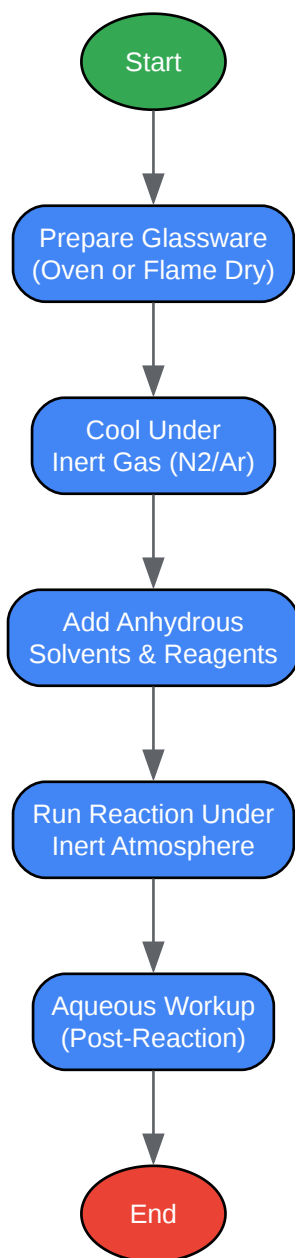 Start
Prepare Glassware
(Oven or Flame Dry)
Cool Under
Inert Gas (N2/Ar)
Add Anhydrous
Solvents & Reagents
Run Reaction Under
Inert Atmosphere
Aqueous Workup
(Post-Reaction)
End